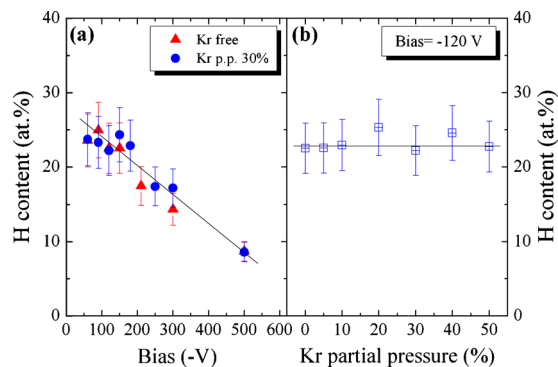 (a)
Kr free
Kr p.p. 30%
(b)
Bias= -120 V
H content (at.%)
40
30
20
10
0
0 100 200 300 400 500 600
Bias (-V)
0 10 20 30 40 50
Kr partial pressure (%)
40
30
20
10
0
H content (at.%)